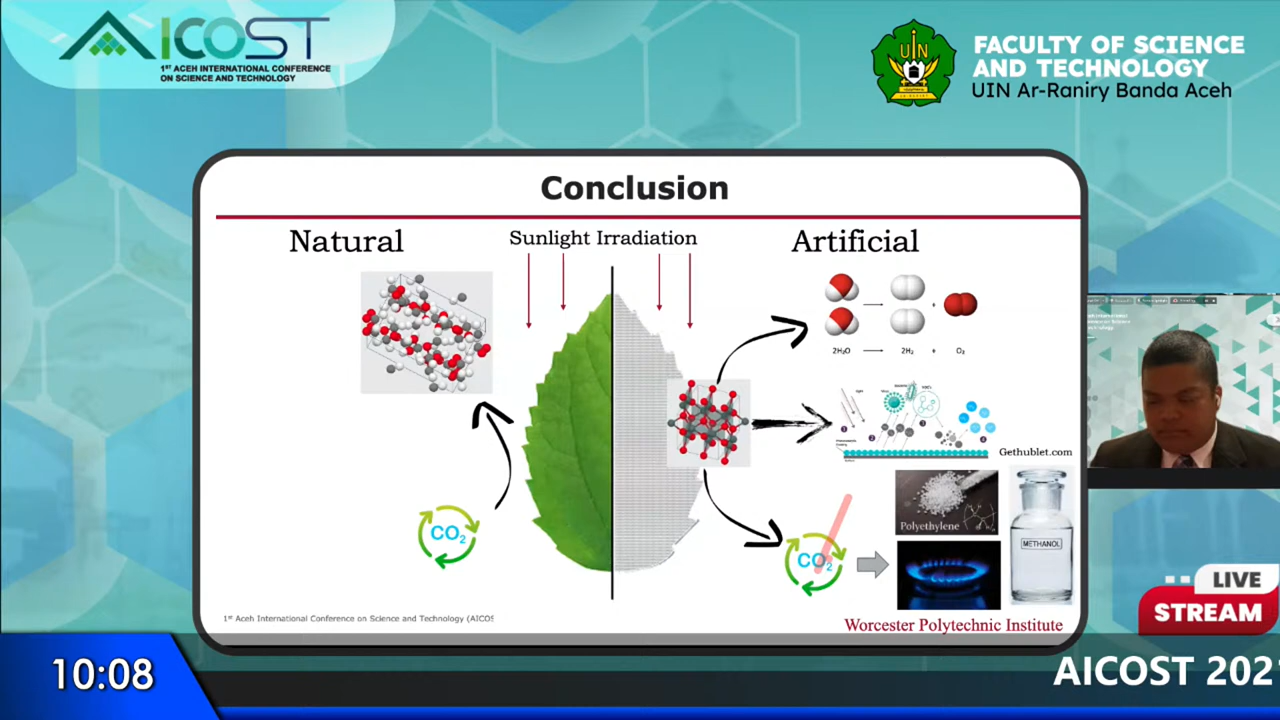 AICOST
1ST ACEH INTERNATIONAL CONFERENCE
ON SCIENCE AND TECHNOLOGY
UIN
FACULTY OF SCIENCE
AND TECHNOLOGY
UIN Ar-Raniry Banda Aceh
Conclusion
Natural
Sunlight Irradiation
Artificial
2H₂O → 2H₂ + O₂
Gethublet.com
CO₂
CO₂
Polyethylene
METHANOL
1st Aceh International Conference on Science and Technology (AICOS
Worcester Polytechnic Institute
LIVE
STREAM
10:08
AICOST 202